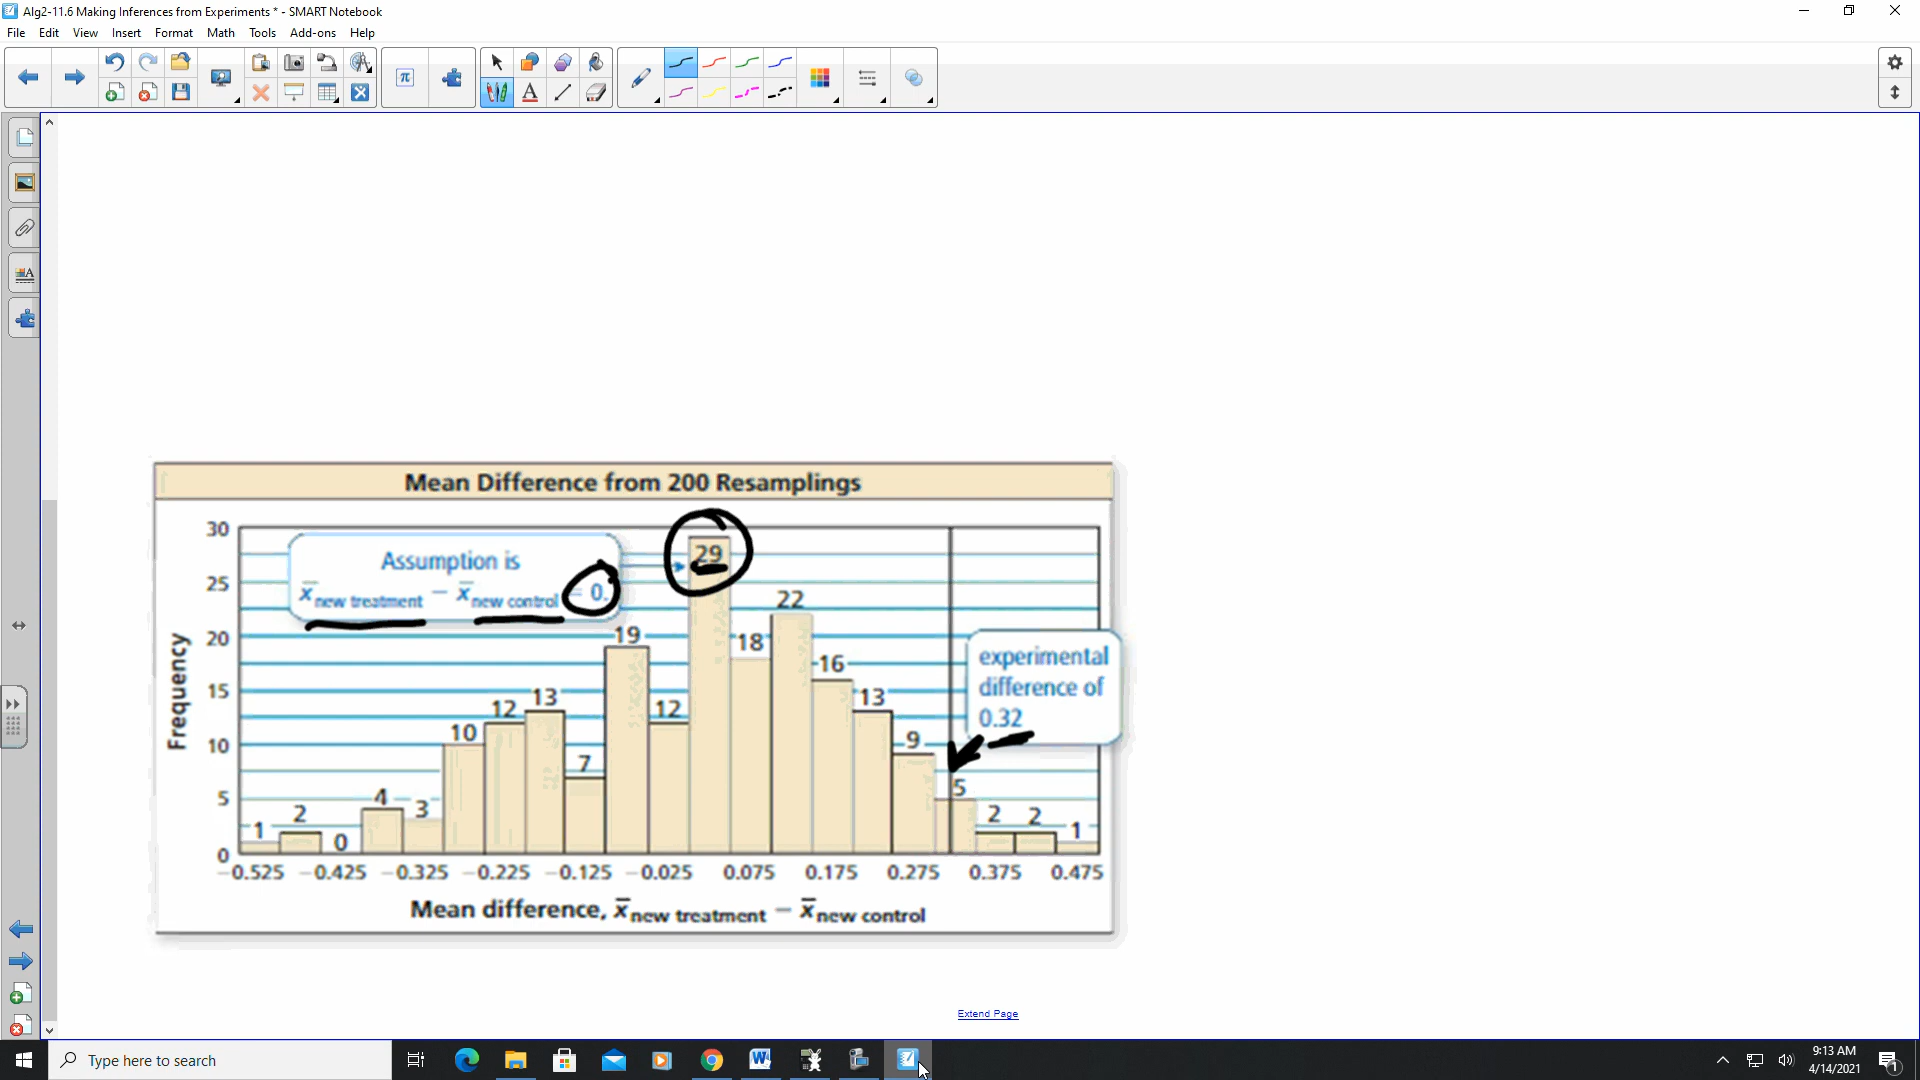 Alg2-11.6 Making Inferences from Experiments * - SMART Notebook
File Edit View Insert Format Math Tools Add-ons Help
Mean Difference from 200 Resamplings
Assumption is
x̄ new treatment − x̄ new control = 0.
experimental
difference of
0.32
Frequency
30
25
20
15
10
5
0
1 2 0 4 3 10 12 13 7 19 12 29 18 22 16 13 9 5 2 2 1
−0.525 −0.425 −0.325 −0.225 −0.125 −0.025 0.075 0.175 0.275 0.375 0.475
Mean difference, x̄ new treatment − x̄ new control
Extend Page
Type here to search
9:13 AM
4/14/2021
1